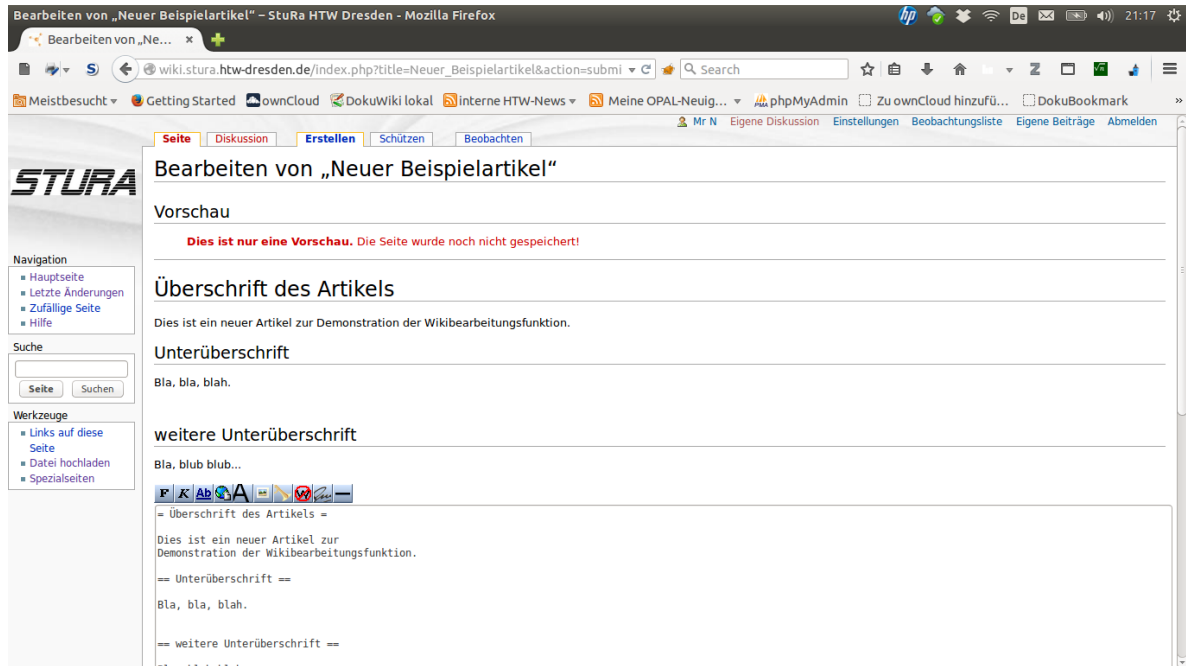 Bearbeiten von „Neuer Beispielartikel“ – StuRa HTW Dresden - Mozilla Firefox
hp De 21:17
Bearbeiten von „Ne... ×
S wiki.stura.htw-dresden.de/index.php?title=Neuer_Beispielartikel&action=submi Search Z
Meistbesucht Getting Started ownCloud DokuWiki lokal interne HTW-News Meine OPAL-Neuig... phpMyAdmin Zu ownCloud hinzufü... DokuBookmark »
Mr N Eigene Diskussion Einstellungen Beobachtungsliste Eigene Beiträge Abmelden
Seite Diskussion Erstellen Schützen Beobachten
STURA
Bearbeiten von „Neuer Beispielartikel“
Vorschau
Dies ist nur eine Vorschau. Die Seite wurde noch nicht gespeichert!
Navigation
Hauptseite
Letzte Änderungen
Zufällige Seite
Hilfe
Suche
Seite Suchen
Werkzeuge
Links auf diese
Seite
Datei hochladen
Spezialseiten
Überschrift des Artikels
Dies ist ein neuer Artikel zur Demonstration der Wikibearbeitungsfunktion.
Unterüberschrift
Bla, bla, blah.
weitere Unterüberschrift
Bla, blub blub...
F K Ab A W
= Überschrift des Artikels =
Dies ist ein neuer Artikel zur
Demonstration der Wikibearbeitungsfunktion.
== Unterüberschrift ==
Bla, bla, blah.
== weitere Unterüberschrift ==